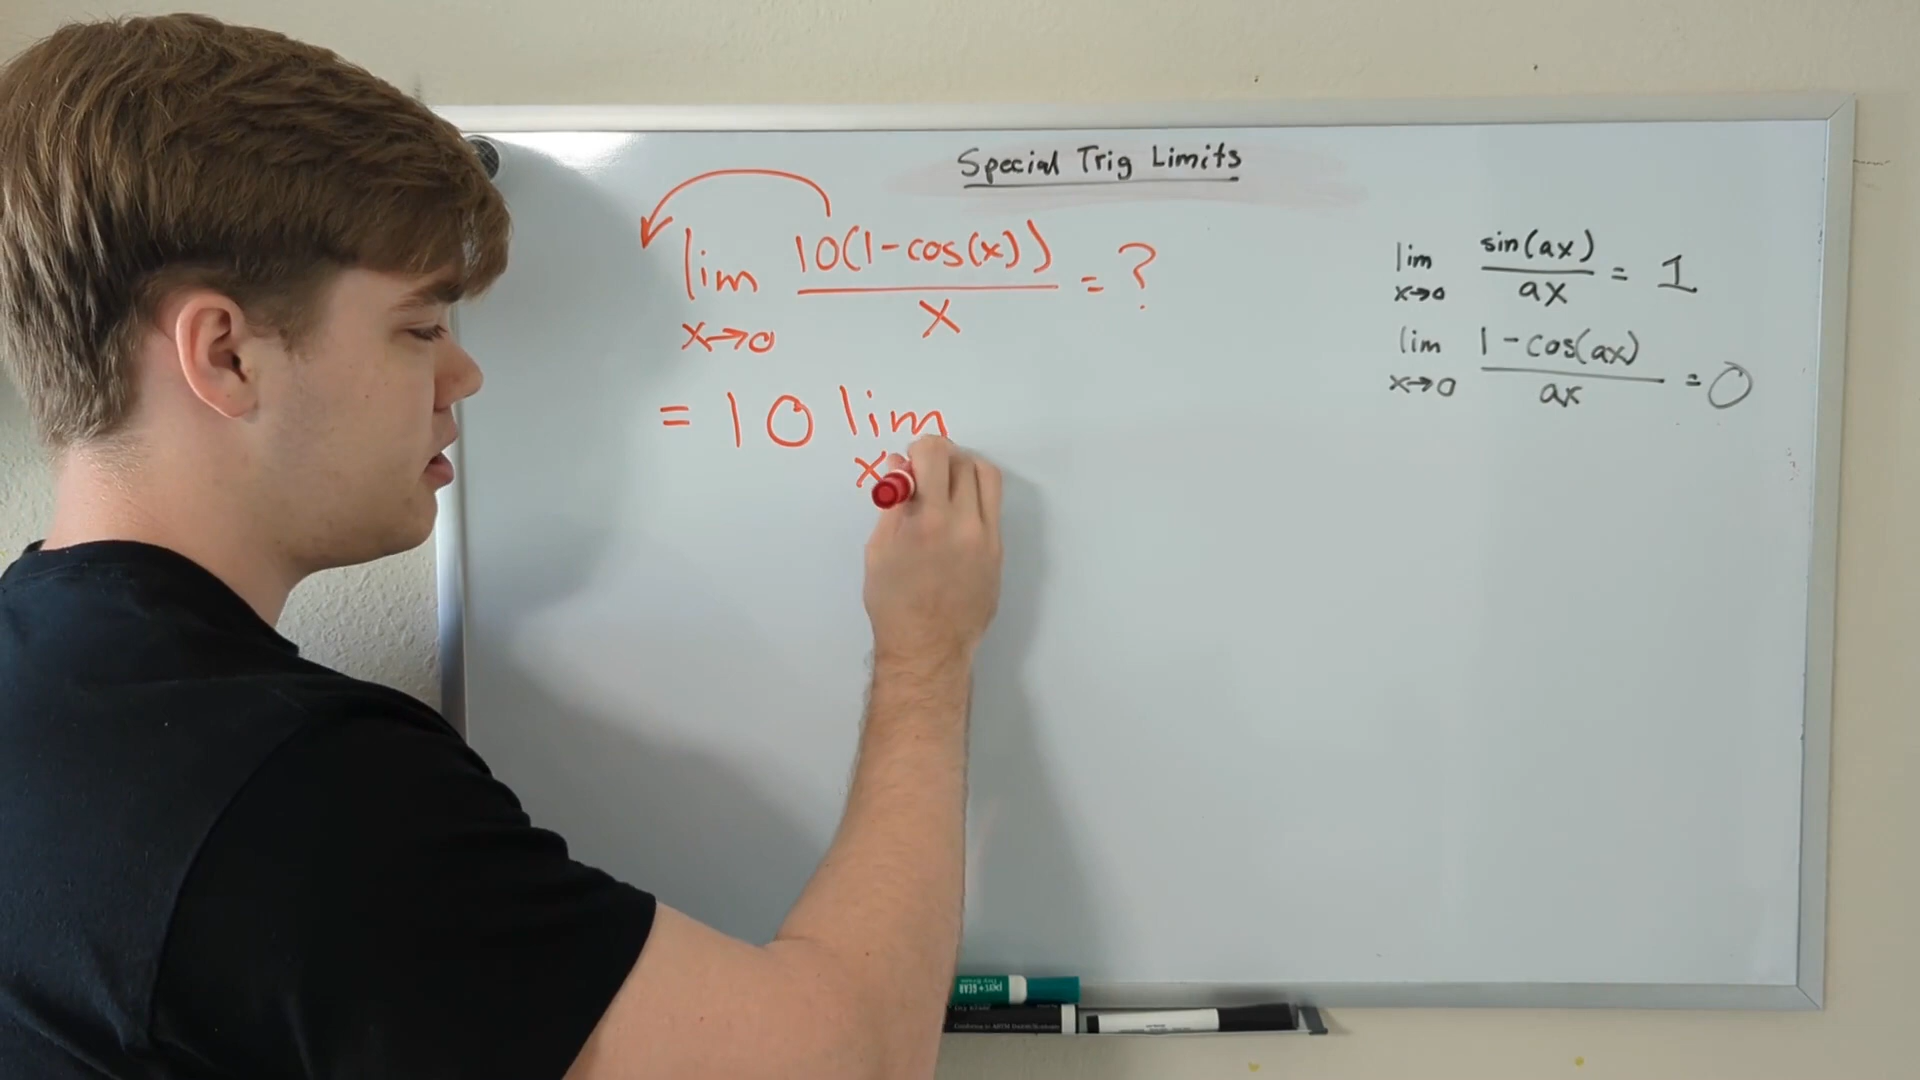 Special Trig Limits
lim 10(1-cos(x)) = ?
x→0 x
= 10 lim
x
lim sin(ax) = 1
x→0 ax
lim 1-cos(ax) = 0
x→0 ax